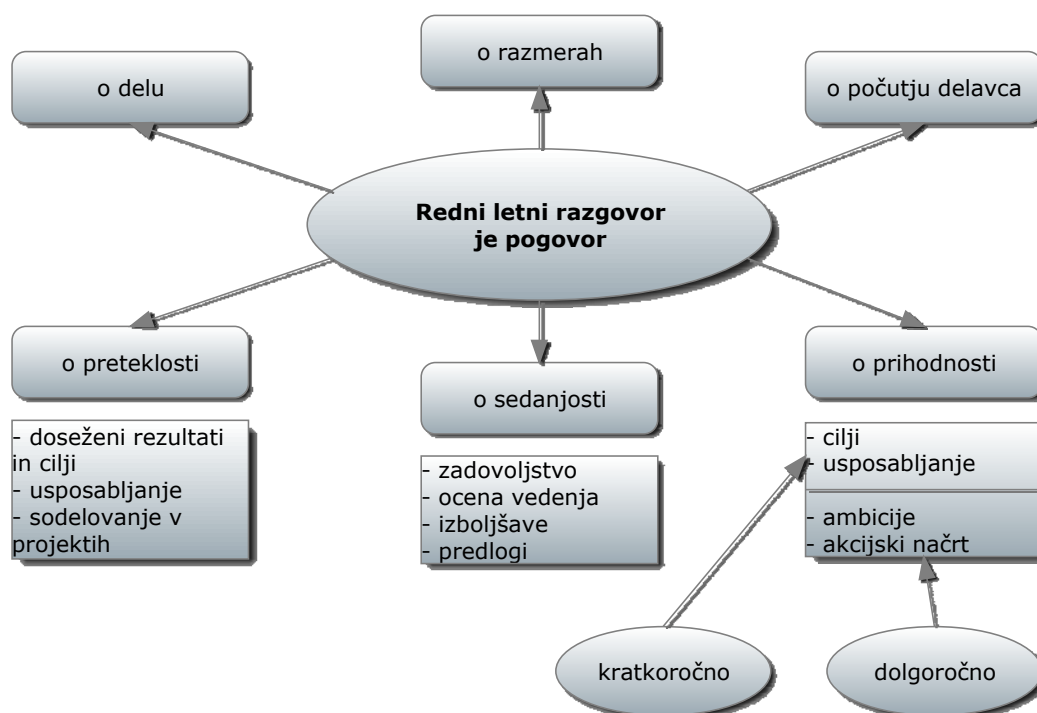 o delu
o razmerah
o počutju delavca
Redni letni razgovor
je pogovor
o preteklosti
- doseženi rezultati
in cilji
- usposabljanje
- sodelovanje v
projektih
o sedanjosti
- zadovoljstvo
- ocena vedenja
- izboljšave
- predlogi
o prihodnosti
- cilji
- usposabljanje
- ambicije
- akcijski načrt
kratkoročno
dolgoročno